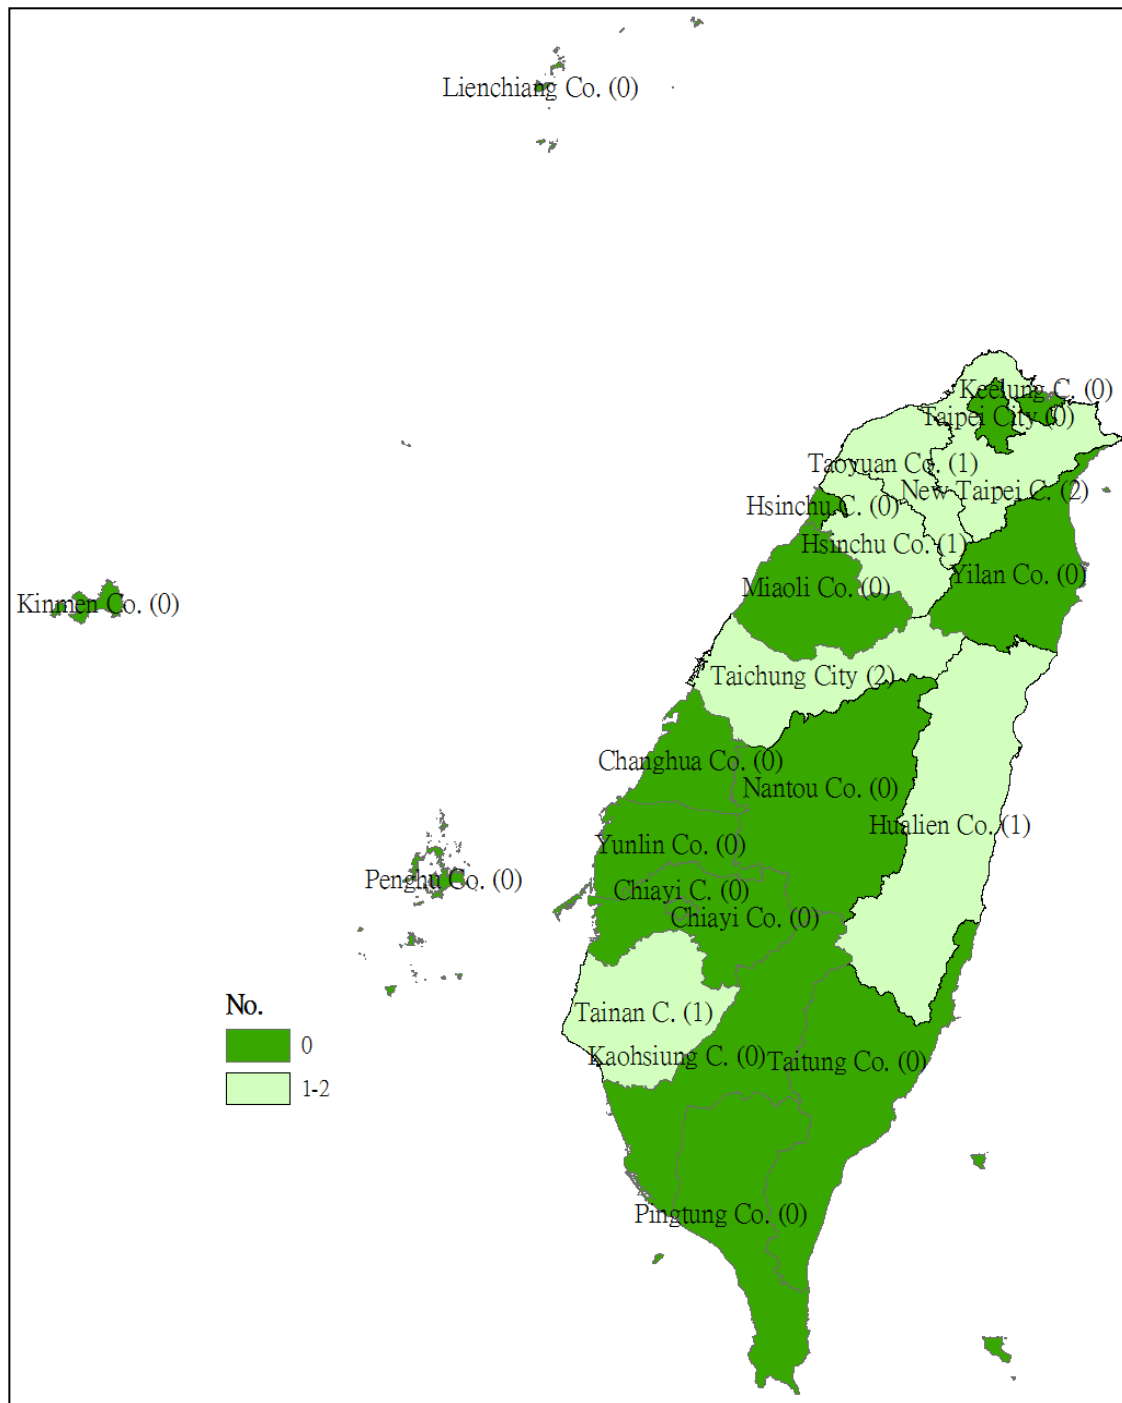 Lienchiang Co. (0)
Keelung C. (0)
Taipei City (0)
Taoyuan Co. (1)
New Taipei C. (2)
Hsinchu C. (0)
Hsinchu Co. (1)
Yilan Co. (0)
Miaoli Co. (0)
Kinmen Co. (0)
Taichung City (2)
Changhua Co. (0)
Nantou Co. (0)
Hualien Co. (1)
Yunlin Co. (0)
Penghu Co. (0)
Chiayi C. (0)
Chiayi Co. (0)
No.
0
1-2
Tainan C. (1)
Kaohsiung C. (0)
Taitung Co. (0)
Pingtung Co. (0)